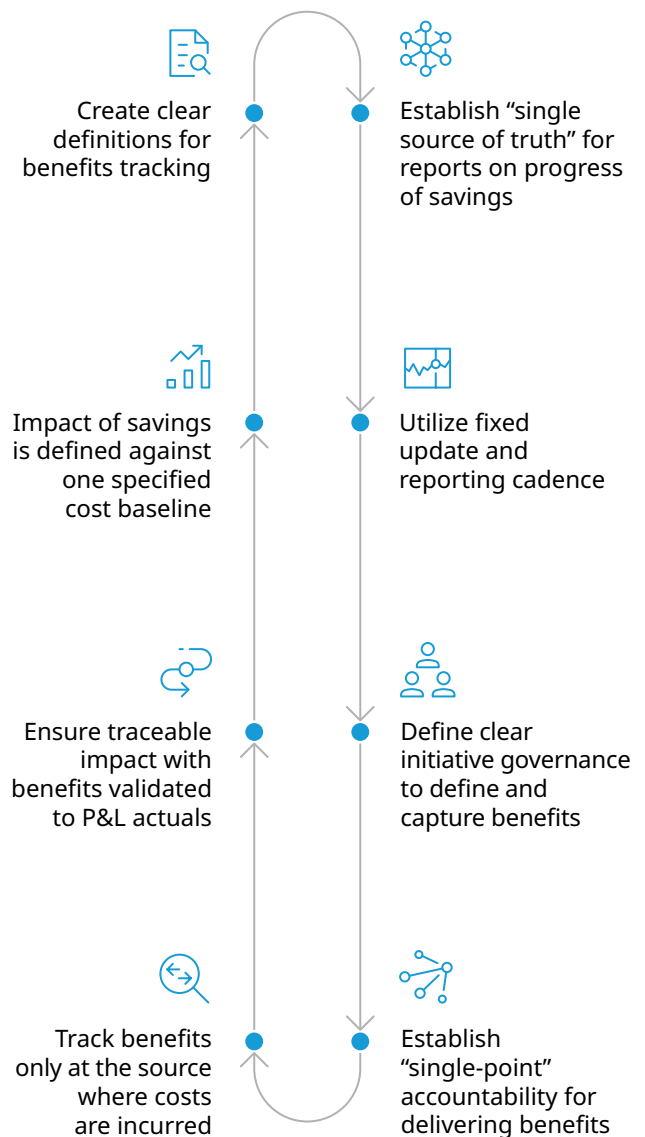 Create clear
definitions for
benefits tracking
Establish “single
source of truth” for
reports on progress
of savings
Impact of savings
is defined against
one specified
cost baseline
Utilize fixed
update and
reporting cadence
Ensure traceable
impact with
benefits validated
to P&L actuals
Define clear
initiative governance
to define and
capture benefits
Track benefits
only at the source
where costs
are incurred
Establish
“single-point”
accountability for
delivering benefits